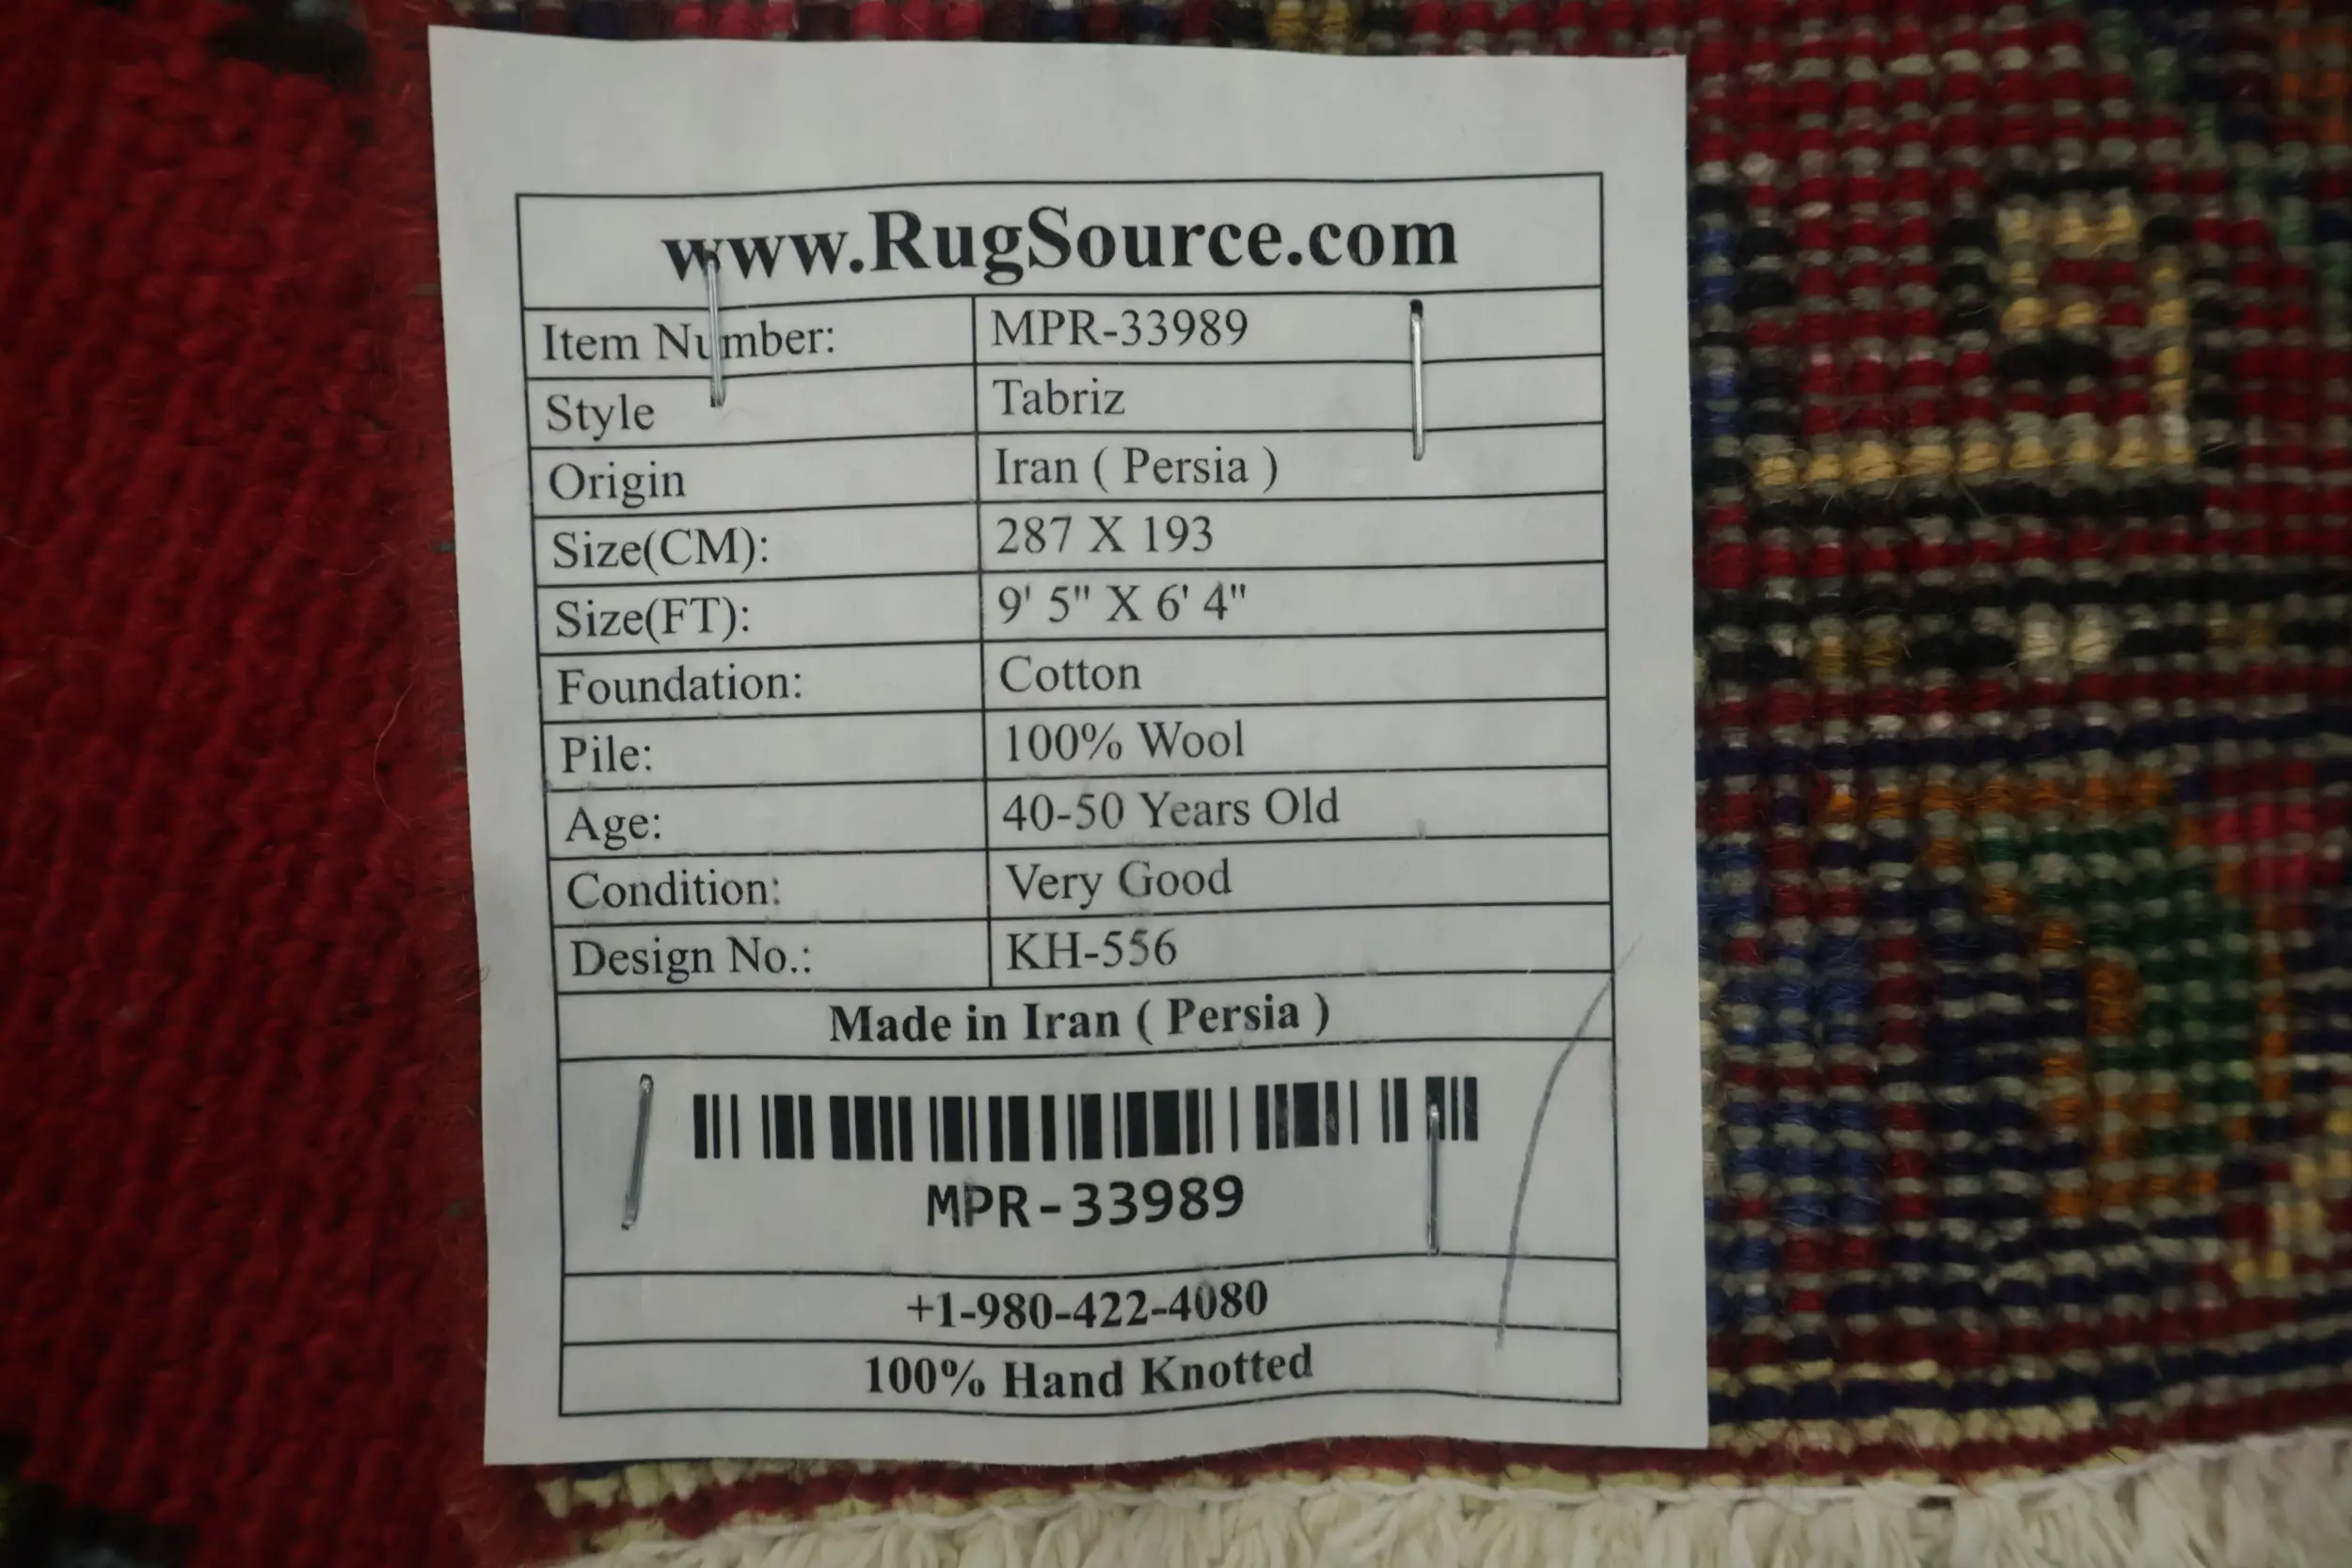 www.RugSource.com
Item Number: MPR-33989
Style Tabriz
Origin Iran ( Persia )
Size(CM): 287 X 193
Size(FT): 9' 5" X 6' 4"
Foundation: Cotton
Pile: 100% Wool
Age: 40-50 Years Old
Condition: Very Good
Design No.: KH-556
Made in Iran ( Persia )
MPR-33989
+1-980-422-4080
100% Hand Knotted